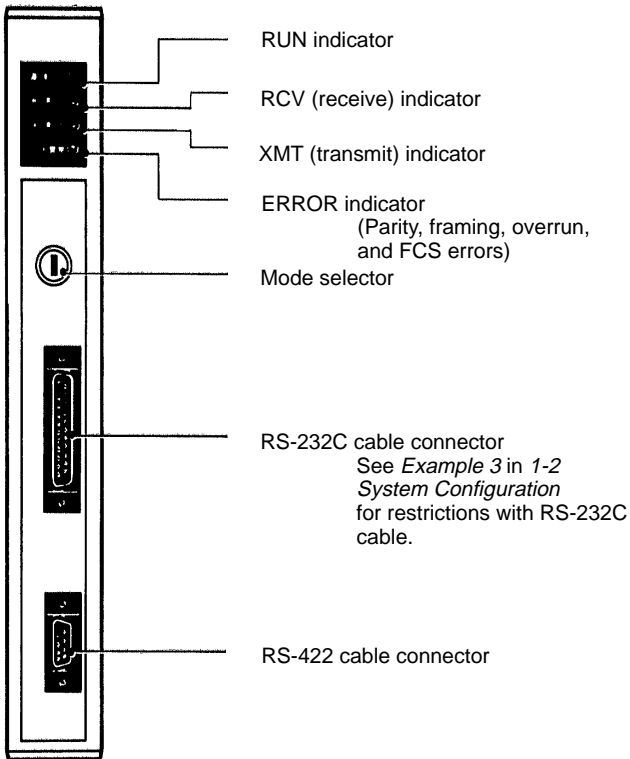 RUN indicator
RCV (receive) indicator
XMT (transmit) indicator
ERROR indicator
(Parity, framing, overrun,
and FCS errors)
Mode selector
RS-232C cable connector
See Example 3 in 1-2
System Configuration
for restrictions with RS-232C
cable.
RS-422 cable connector